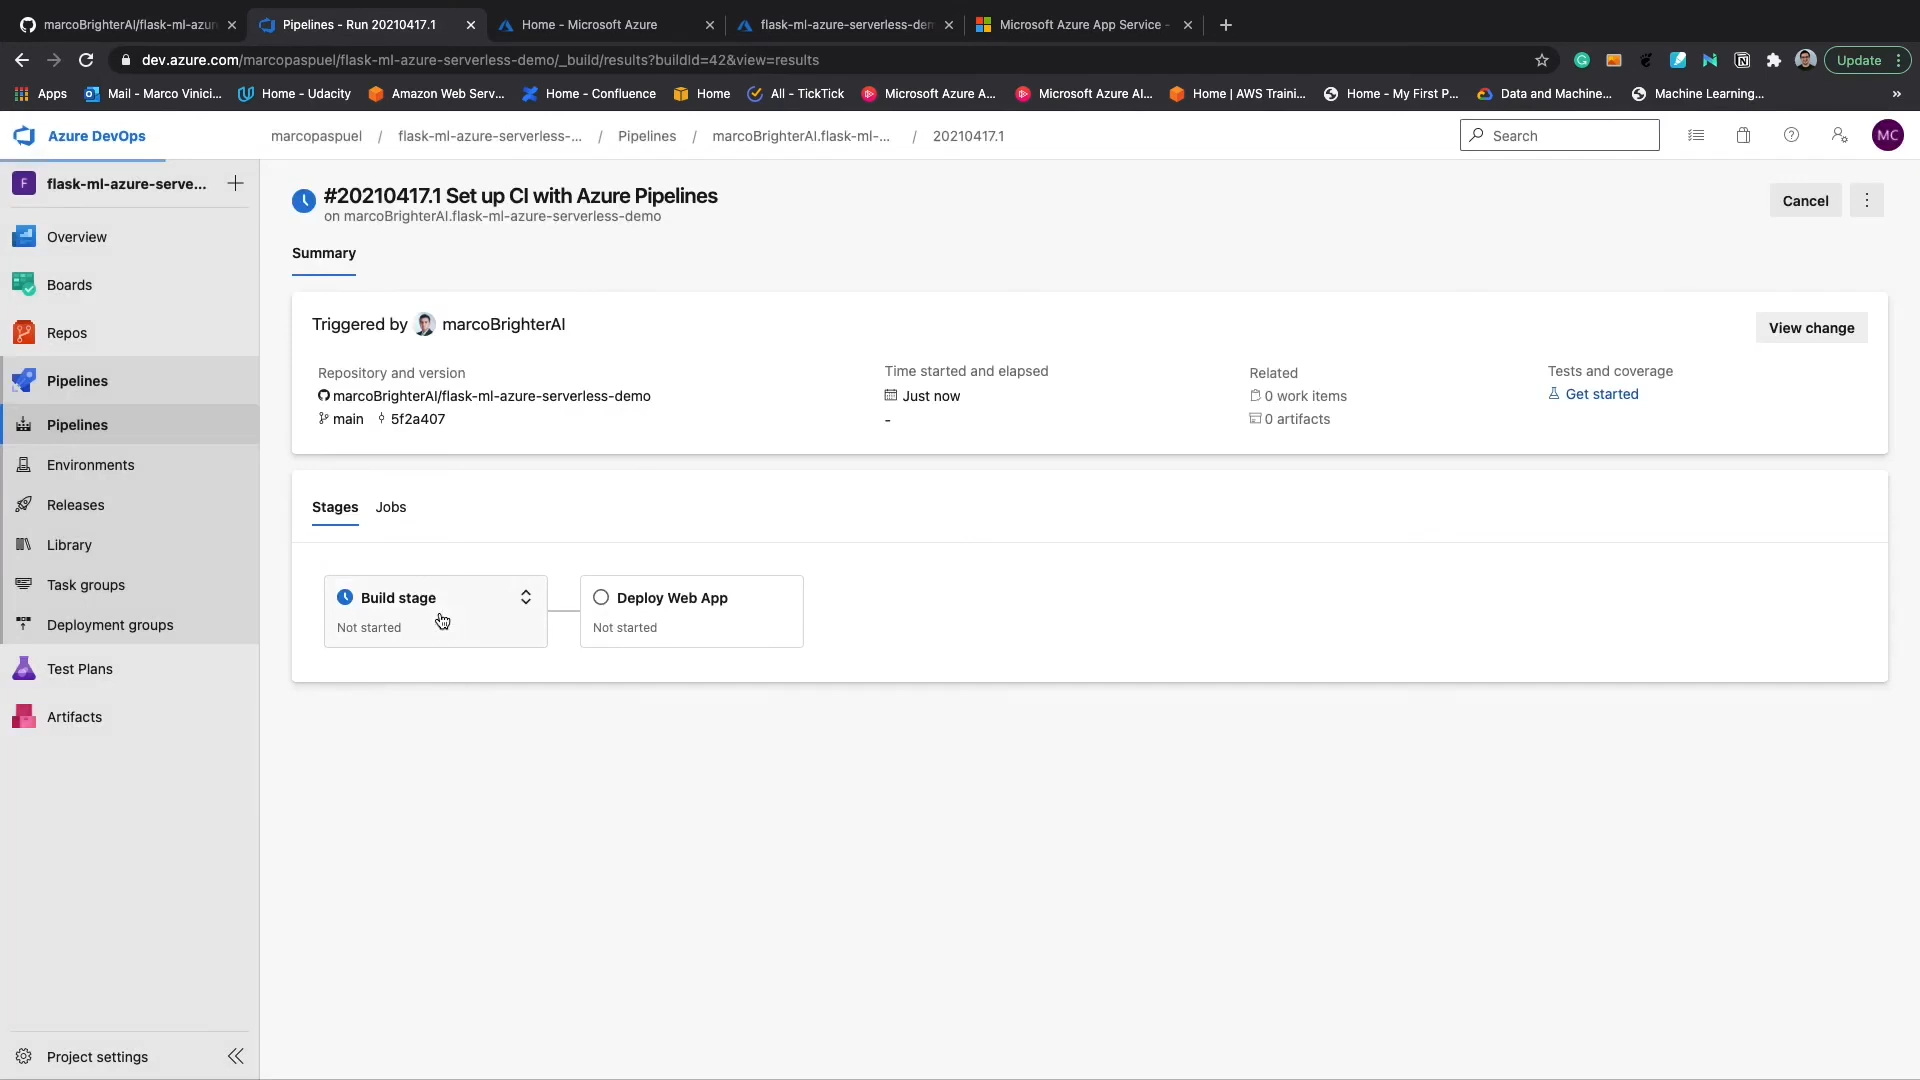 marcoBrighterAI/flask-ml-azur
Pipelines - Run 20210417.1
Home - Microsoft Azure
flask-ml-azure-serverless-dem
Microsoft Azure App Service -
dev.azure.com/marcopaspuel/flask-ml-azure-serverless-demo/_build/results?buildId=42&view=results
Update
Apps
Mail - Marco Vinici...
Home - Udacity
Amazon Web Serv...
Home - Confluence
Home
All - TickTick
Microsoft Azure A...
Microsoft Azure AI...
Home | AWS Traini...
Home - My First P...
Data and Machine...
Machine Learning...
»
Azure DevOps
marcopaspuel / flask-ml-azure-serverless-... / Pipelines / marcoBrighterAI.flask-ml-... / 20210417.1
Search
MC
F
flask-ml-azure-serve...
Overview
Boards
Repos
Pipelines
Pipelines
Environments
Releases
Library
Task groups
Deployment groups
Test Plans
Artifacts
Project settings
#20210417.1 Set up CI with Azure Pipelines
on marcoBrighterAI.flask-ml-azure-serverless-demo
Cancel
Summary
Triggered by marcoBrighterAI
View change
Repository and version
marcoBrighterAI/flask-ml-azure-serverless-demo
main 5f2a407
Time started and elapsed
Just now
-
Related
0 work items
0 artifacts
Tests and coverage
Get started
Stages
Jobs
Build stage
Not started
Deploy Web App
Not started